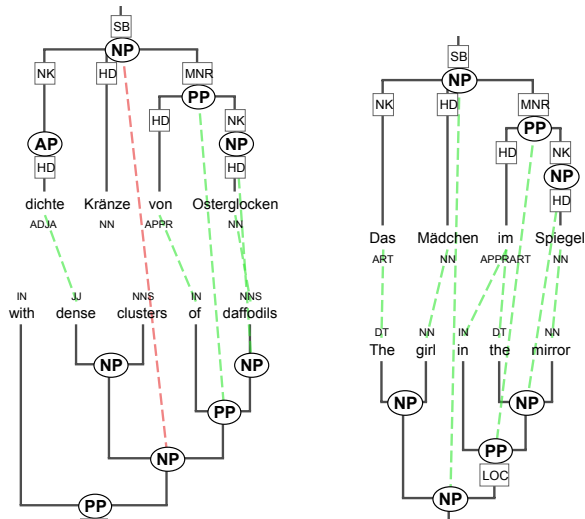 SB
NP
NK HD MNR
PP
HD NK
AP NP
HD HD
dichte Kränze von Osterglocken
ADJA NN APPR NN
IN JJ NNS IN NNS
with dense clusters of daffodils
NP NP
PP
NP
PP
SB
NP
NK HD MNR
PP
HD NK
NP
HD
Das Mädchen im Spiegel
ART NN APPRART NN
DT NN IN DT NN
The girl in the mirror
NP NP
PP
LOC
NP